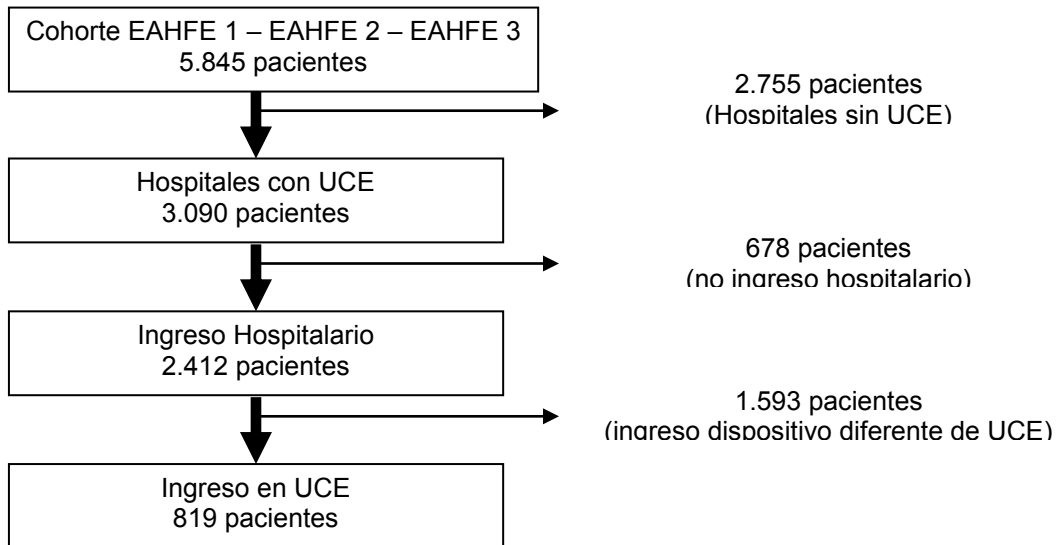 Cohorte EAHFE 1 – EAHFE 2 – EAHFE 3
5.845 pacientes
2.755 pacientes
(Hospitales sin UCE)
Hospitales con UCE
3.090 pacientes
678 pacientes
(no ingreso hospitalario)
Ingreso Hospitalario
2.412 pacientes
1.593 pacientes
(ingreso dispositivo diferente de UCE)
Ingreso en UCE
819 pacientes